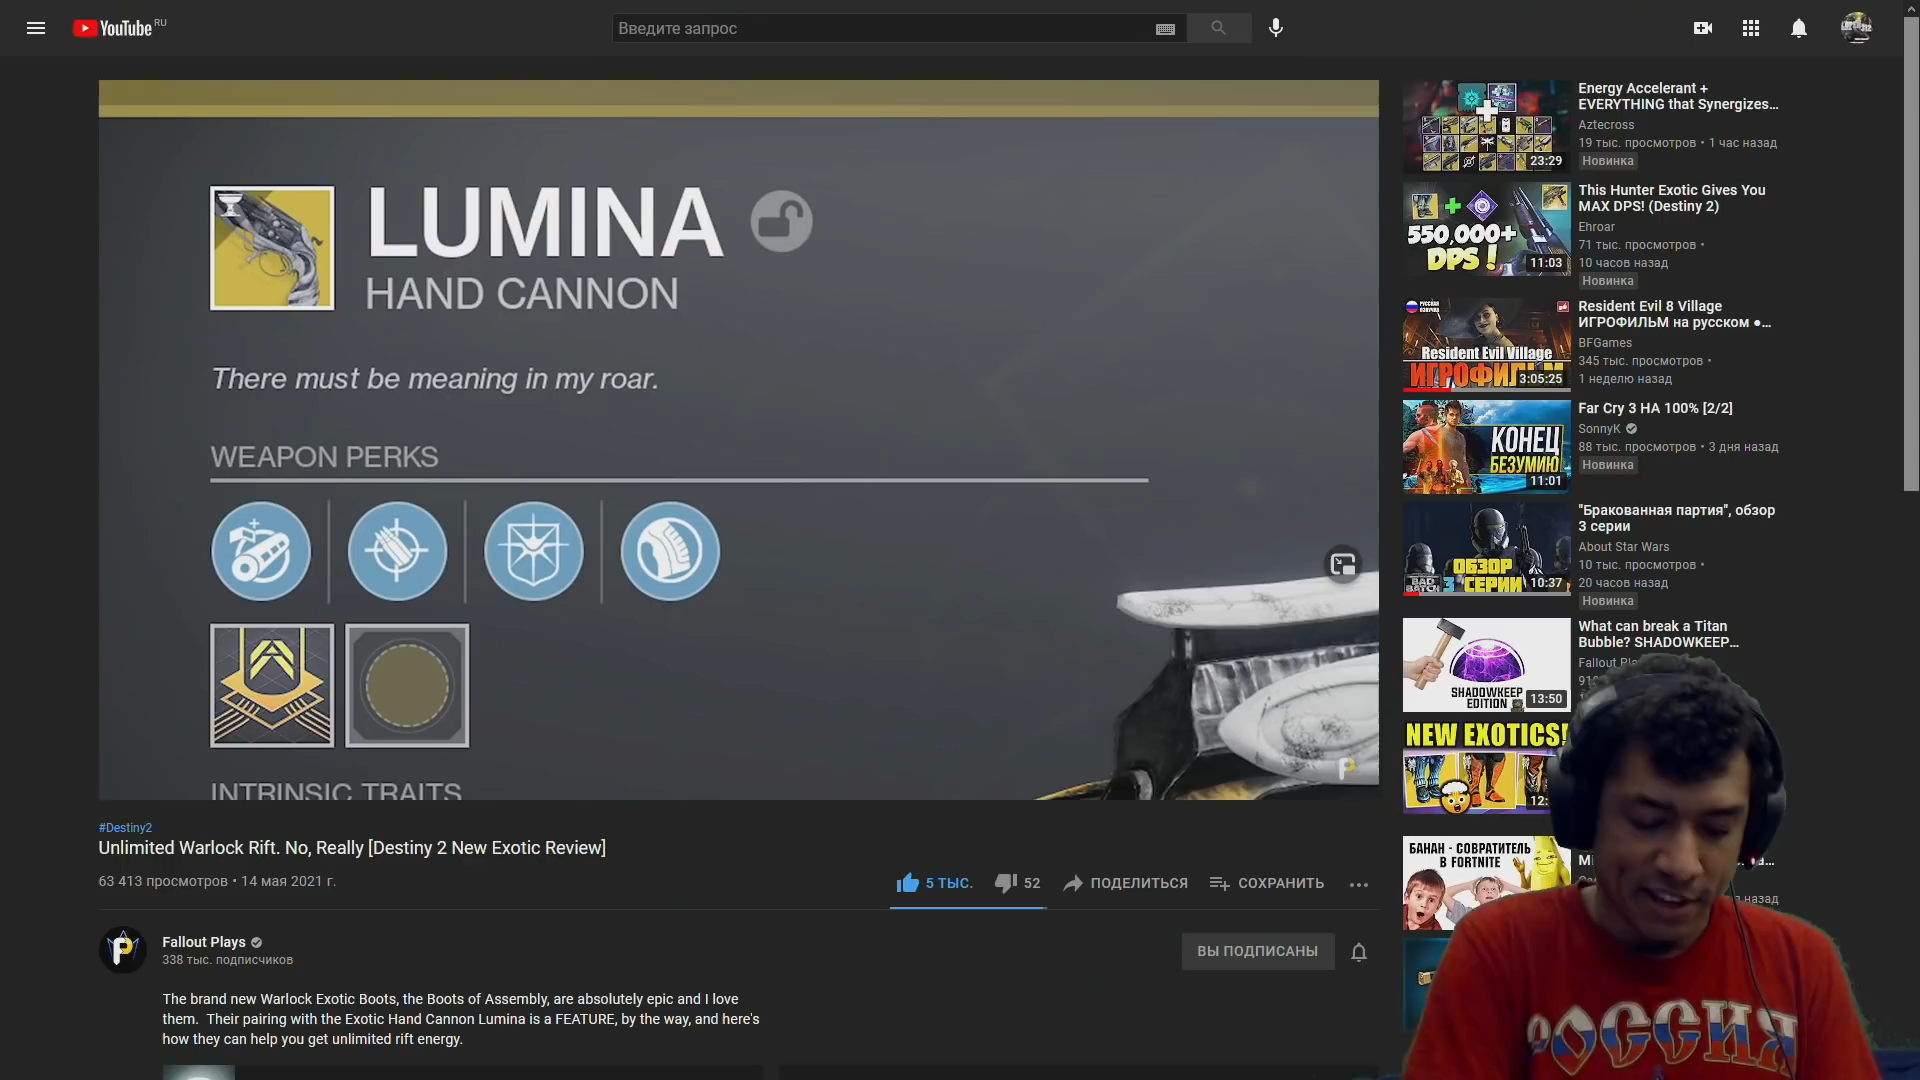 YouTube RU
Введите запрос
LUMINA
HAND CANNON
There must be meaning in my roar.
WEAPON PERKS
INTRINSIC TRAITS
#Destiny2
Unlimited Warlock Rift. No, Really [Destiny 2 New Exotic Review]
63 413 просмотров • 14 мая 2021 г.
5 ТЫС.
52
ПОДЕЛИТЬСЯ
СОХРАНИТЬ
Fallout Plays
338 тыс. подписчиков
ВЫ ПОДПИСАНЫ
The brand new Warlock Exotic Boots, the Boots of Assembly, are absolutely epic and I love
them. Their pairing with the Exotic Hand Cannon Lumina is a FEATURE, by the way, and here's
how they can help you get unlimited rift energy.
23:29
Energy Accelerant +
EVERYTHING that Synergizes...
Aztecross
19 тыс. просмотров • 1 час назад
Новинка
550,000+
DPS!
11:03
This Hunter Exotic Gives You
MAX DPS! (Destiny 2)
Ehroar
71 тыс. просмотров •
10 часов назад
Новинка
РУССКАЯ
ОЗВУЧКА
Resident Evil Village
ИГРОФИЛЬМ
3:05:25
Resident Evil 8 Village
ИГРОФИЛЬМ на русском ●...
BFGames
345 тыс. просмотров •
1 неделю назад
КОНЕЦ
БЕЗУМИЮ
11:01
Far Cry 3 НА 100% [2/2]
SonnyK
88 тыс. просмотров • 3 дня назад
Новинка
ОБЗОР
3 СЕРИИ
BAD BATCH
10:37
"Бракованная партия", обзор
3 серии
About Star Wars
10 тыс. просмотров •
20 часов назад
Новинка
SHADOWKEEP
EDITION
13:50
What can break a Titan
Bubble? SHADOWKEEP...
Fallout
NEW EXOTICS!
12:
БАНАН - СОВРАТИТЕЛЬ
В FORTNITE
назад
РОССИЯ